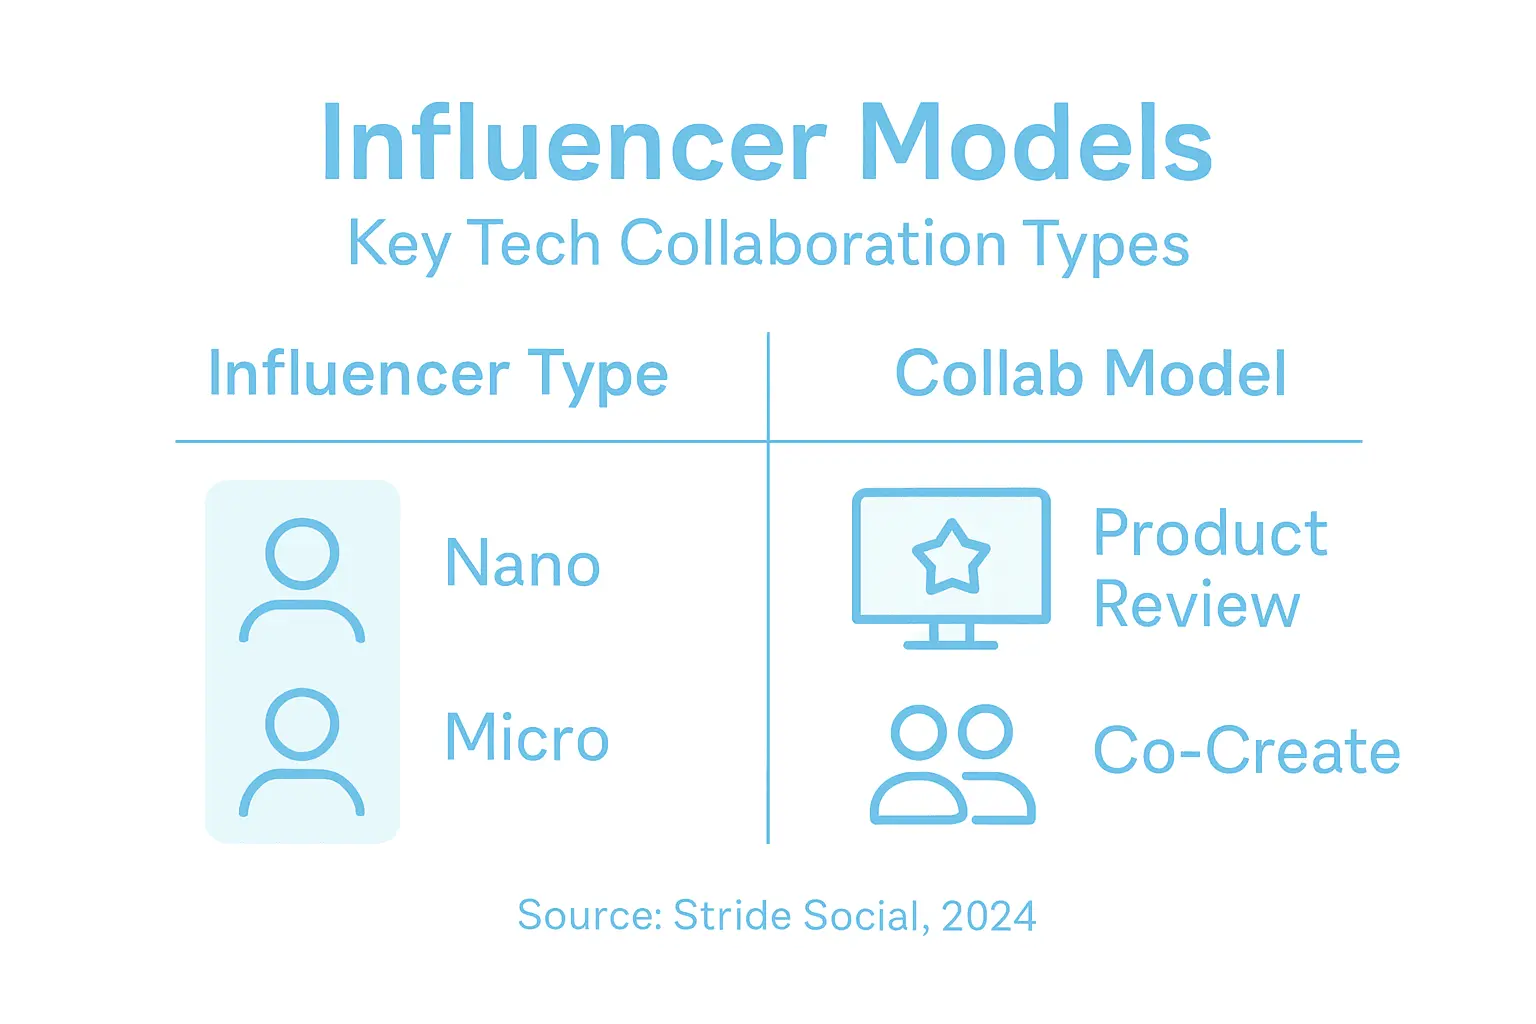 Influencer Models
Key Tech Collaboration Types
Influencer Type
Collab Model
Nano
Product
Review
Micro
Co-Create
Source: Stride Social, 2024